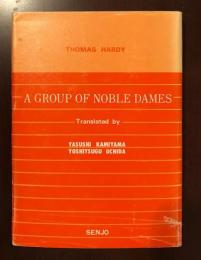 THOMAS HARDY
A GROUP OF NOBLE DAMES
Translated by
YASUSHI KAMIYAMA
YOSHITSUGU UCHIDA
SENJO